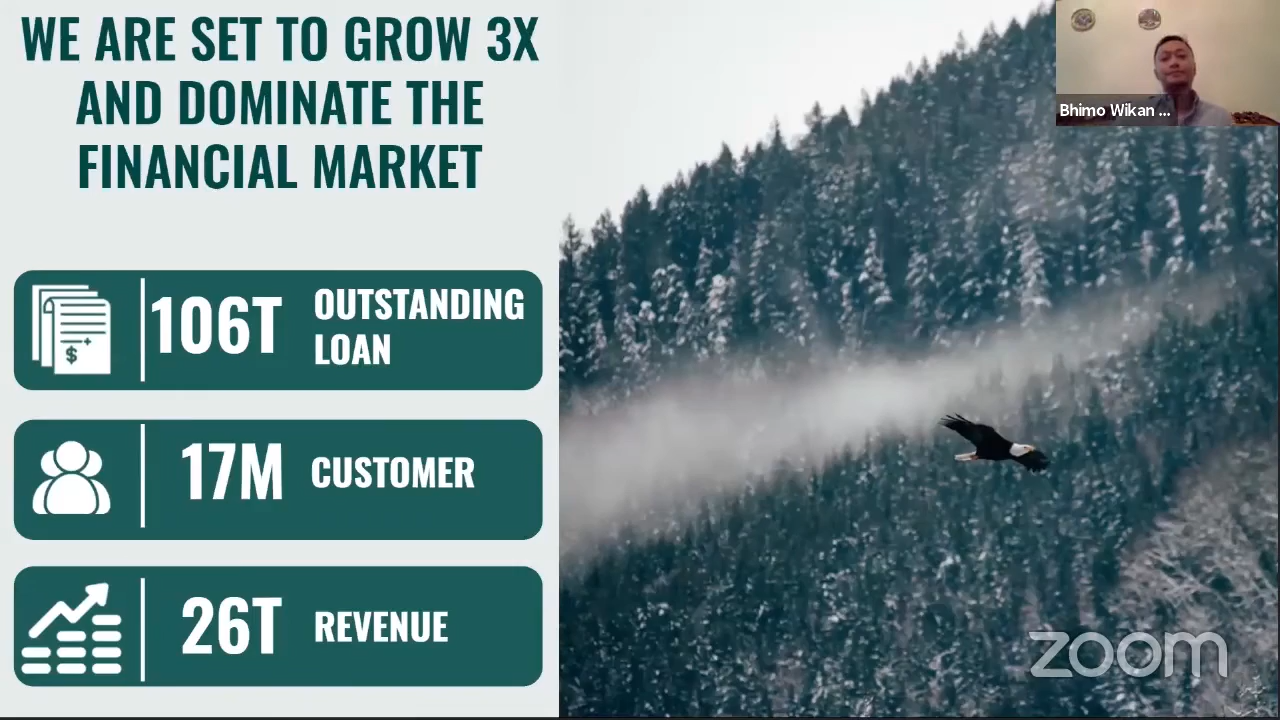 WE ARE SET TO GROW 3X
AND DOMINATE THE
FINANCIAL MARKET
106T
OUTSTANDING
LOAN
17M
CUSTOMER
26T
REVENUE
Bhimo Wikan ...
zoom